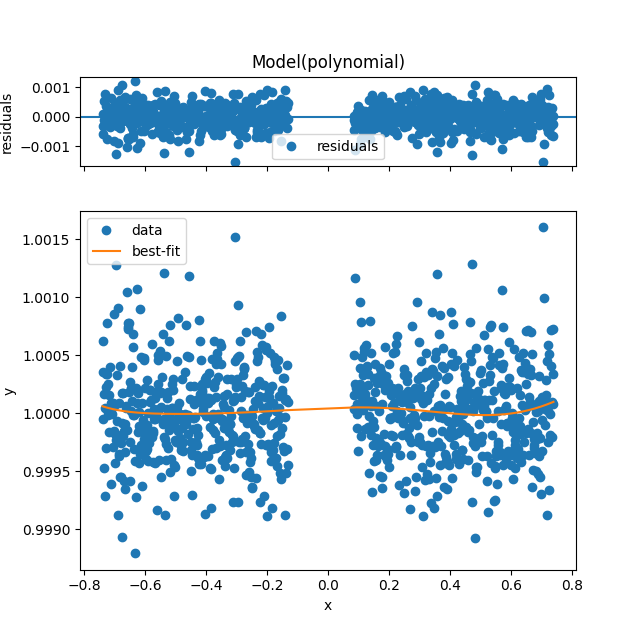 Model(polynomial)
residuals
0.001
0.000
−0.001
residuals
y
1.0015
1.0010
1.0005
1.0000
0.9995
0.9990
data
best-fit
−0.8 −0.6 −0.4 −0.2 0.0 0.2 0.4 0.6 0.8
x